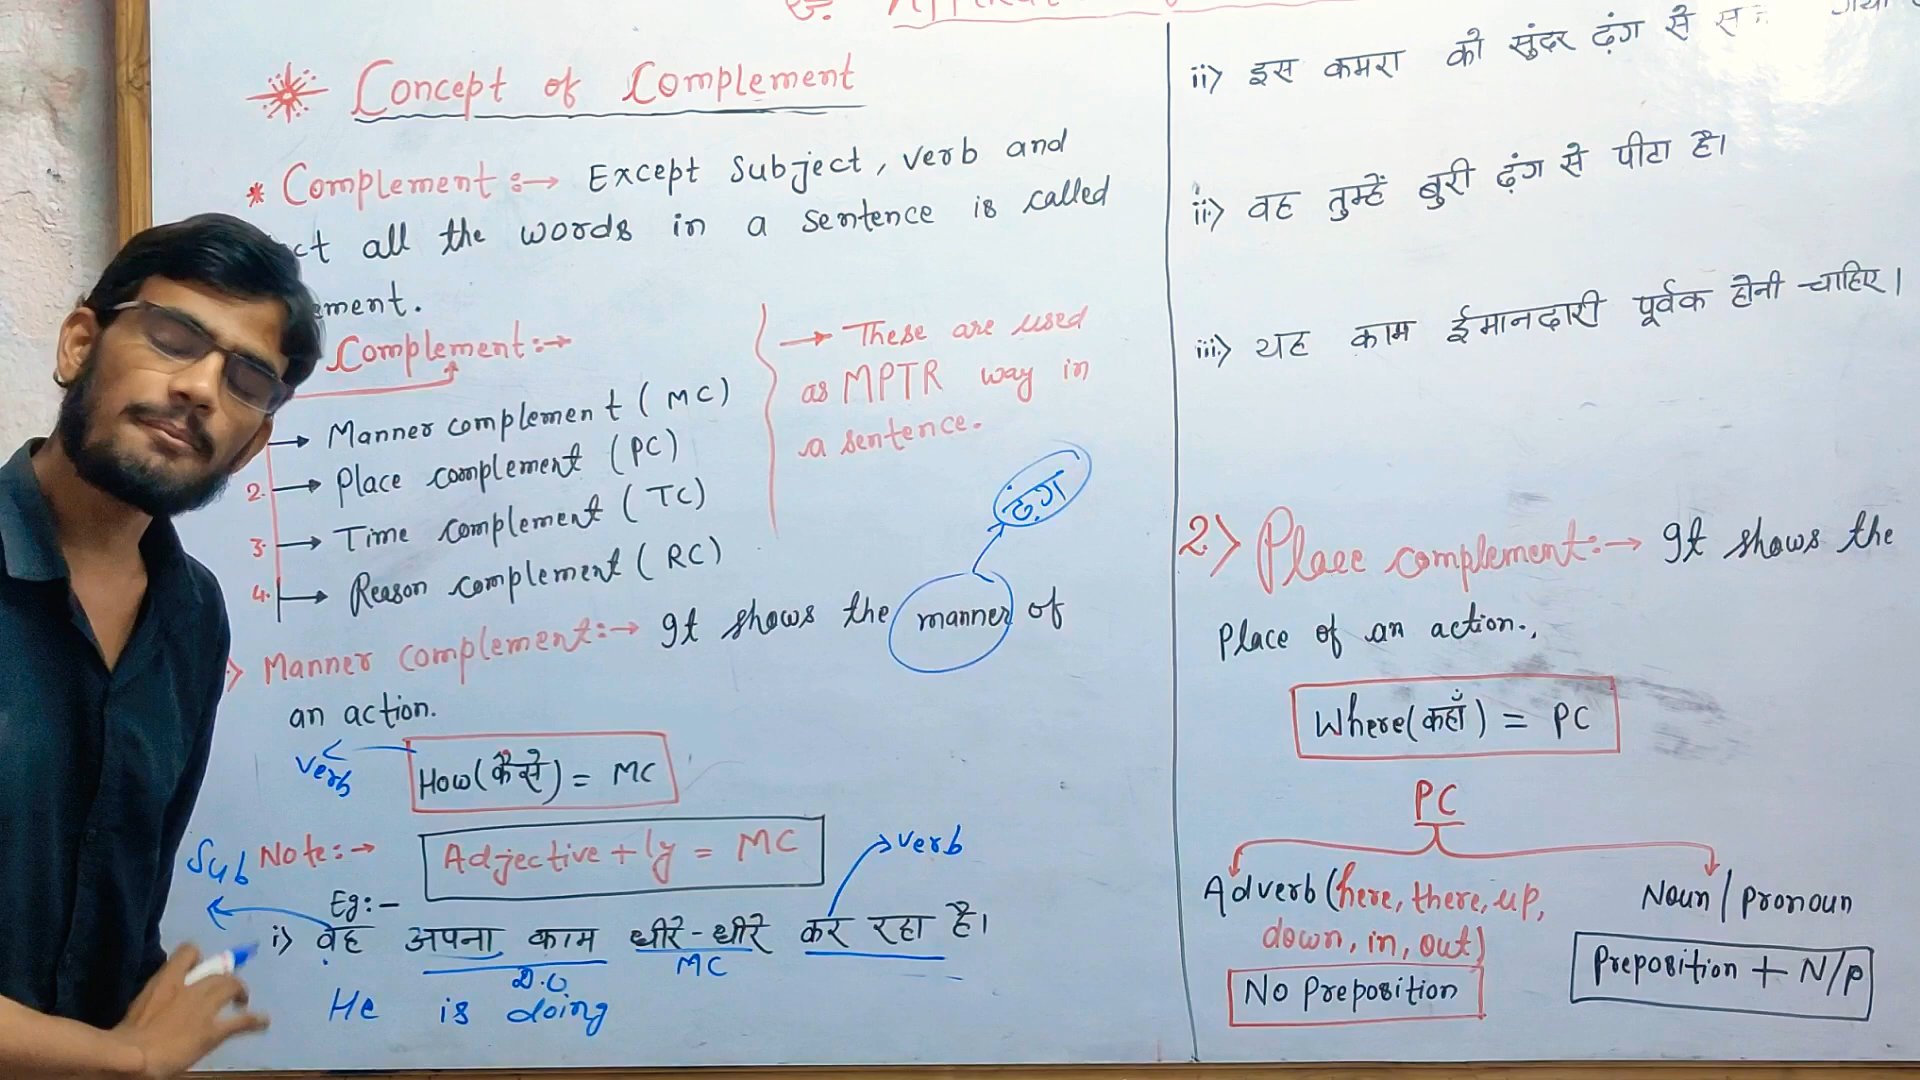 Concept of Complement
* Complement :→ Except Subject, verb and
ct all the words in a sentence is called
ement.
Complement:→
→ Manner complement ( MC )
2. → Place complement ( PC )
3. → Time complement ( TC )
4. → Reason complement ( RC )
→ These are used
as MPTR way in
a sentence.
ढंग
> Manner complement:→ It shows the manner of
an action.
Verb
How(कैसे) = MC
Sub
Note:→
Adjective + ly = MC
verb
Eg:-
i> वह अपना काम धीरे-धीरे कर रहा है।
D.O.
MC
He is doing
ii> इस कमरा को सुंदर ढ़ंग से
ii> वह तुम्हें बुरी ढ़ंग से पीटा है।
iii> यह काम ईमानदारी पूर्वक होनी चाहिए।
2> Place complement:→ It shows the
Place of an action.,
Where(कहाँ) = PC
PC
Adverb (here, there, up,
down, in, out)
No Preposition
Noun / pronoun
Preposition + N/P